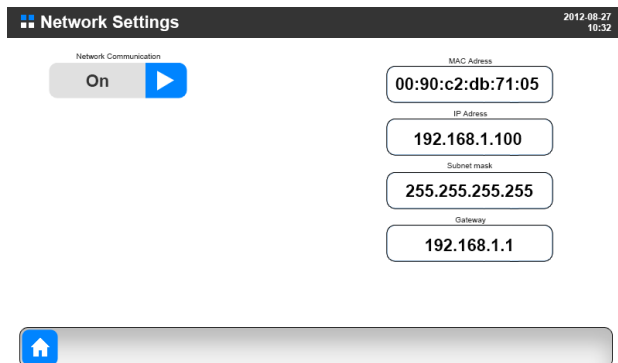 Network Settings
2012-08-27
10:32
Network Communication
On
MAC Adress
00:90:c2:db:71:05
IP Adress
192.168.1.100
Subnet mask
255.255.255.255
Gateway
192.168.1.1